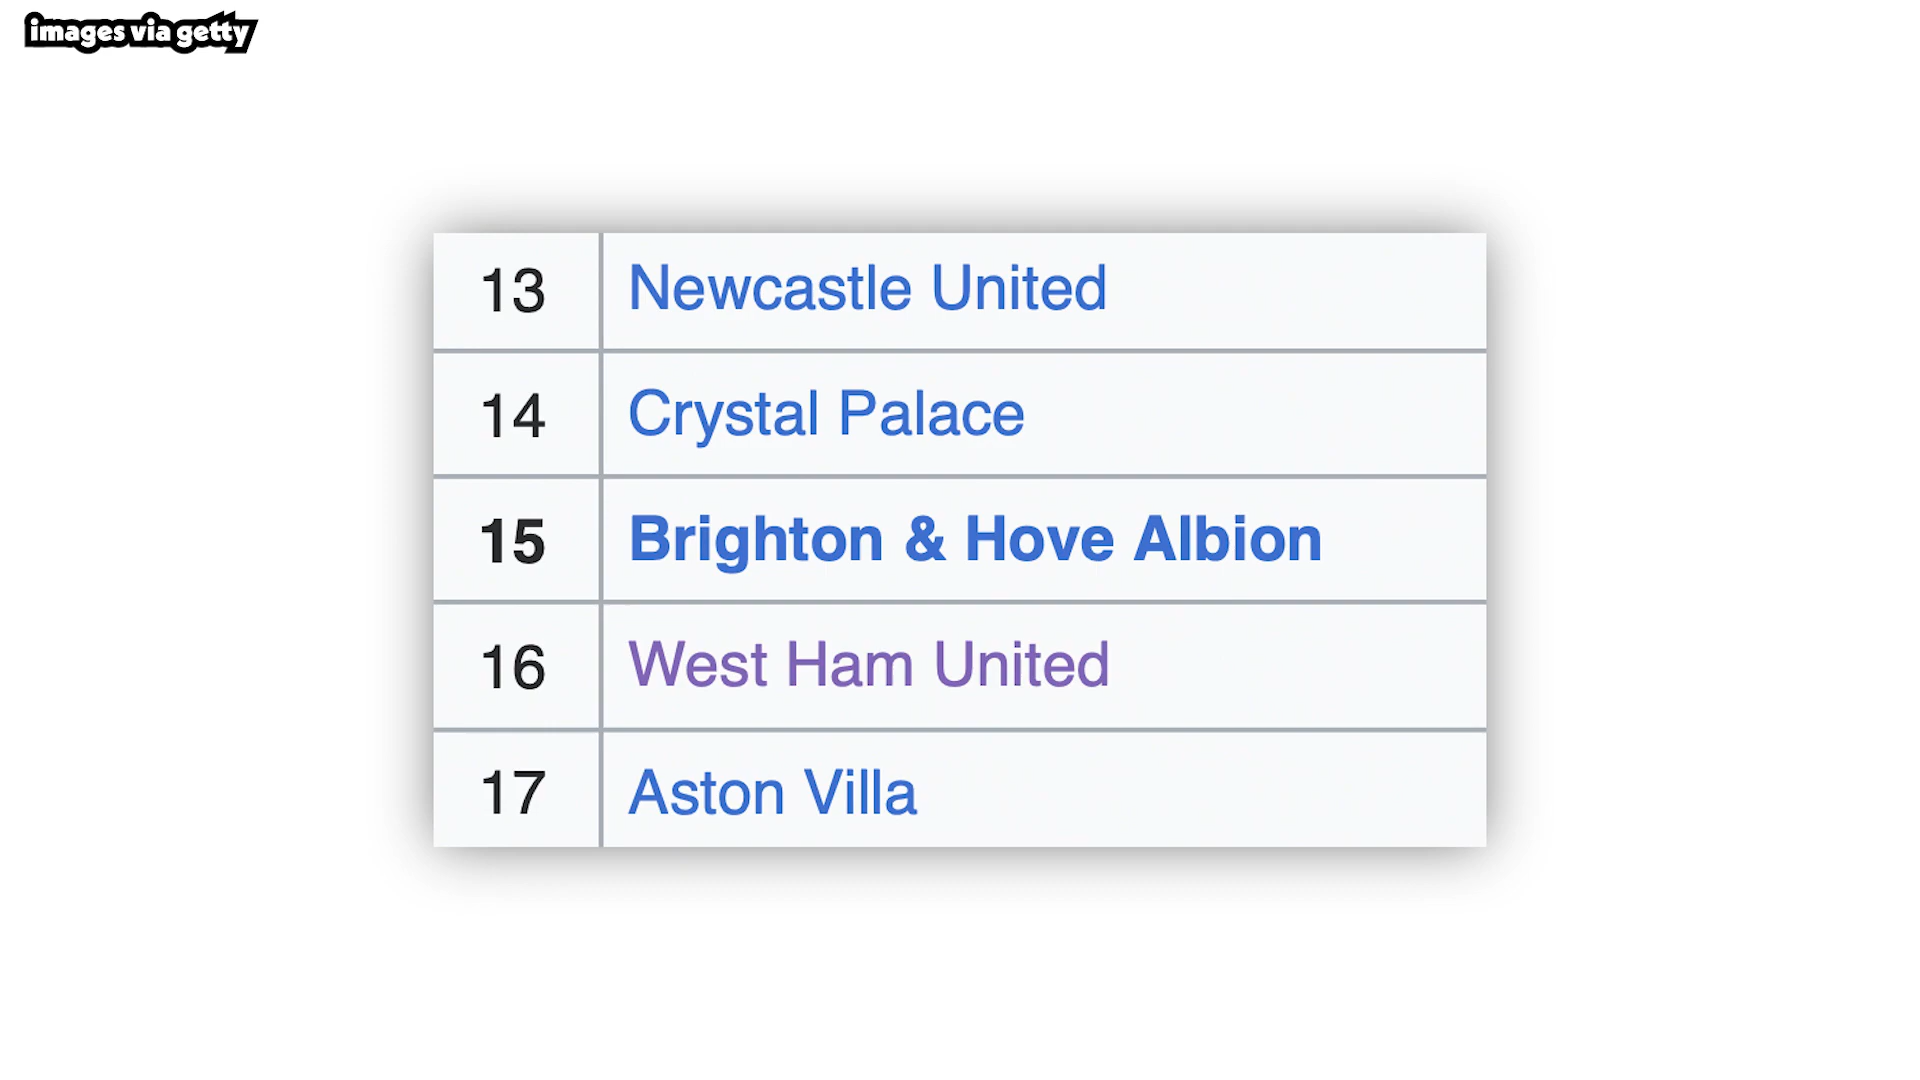 images via getty
13 Newcastle United
14 Crystal Palace
15 Brighton & Hove Albion
16 West Ham United
17 Aston Villa